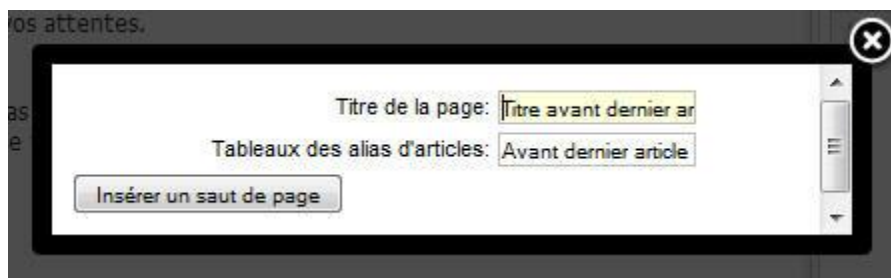 vos attentes.
as
e
Titre de la page: Titre avant dernier ar
Tableaux des alias d'articles: Avant dernier article
Insérer un saut de page